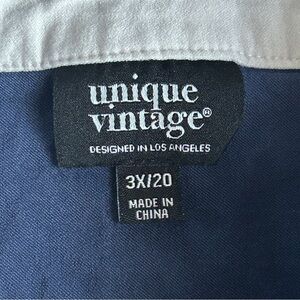 unique
vintage®
DESIGNED IN LOS ANGELES
3X/20
MADE IN
CHINA